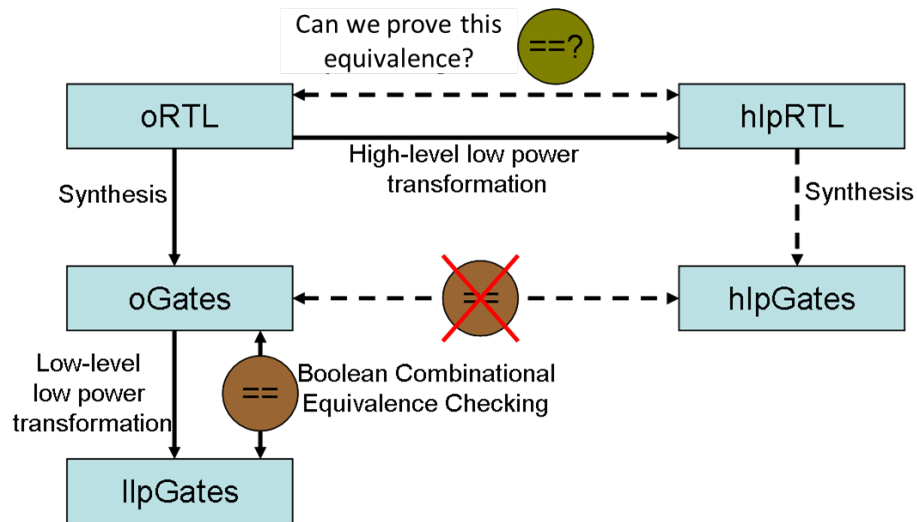 Can we prove this
equivalence?
==?
oRTL
hlpRTL
High-level low power
transformation
Synthesis
Synthesis
oGates
==
hlpGates
Low-level
low power
transformation
==
Boolean Combinational
Equivalence Checking
llpGates